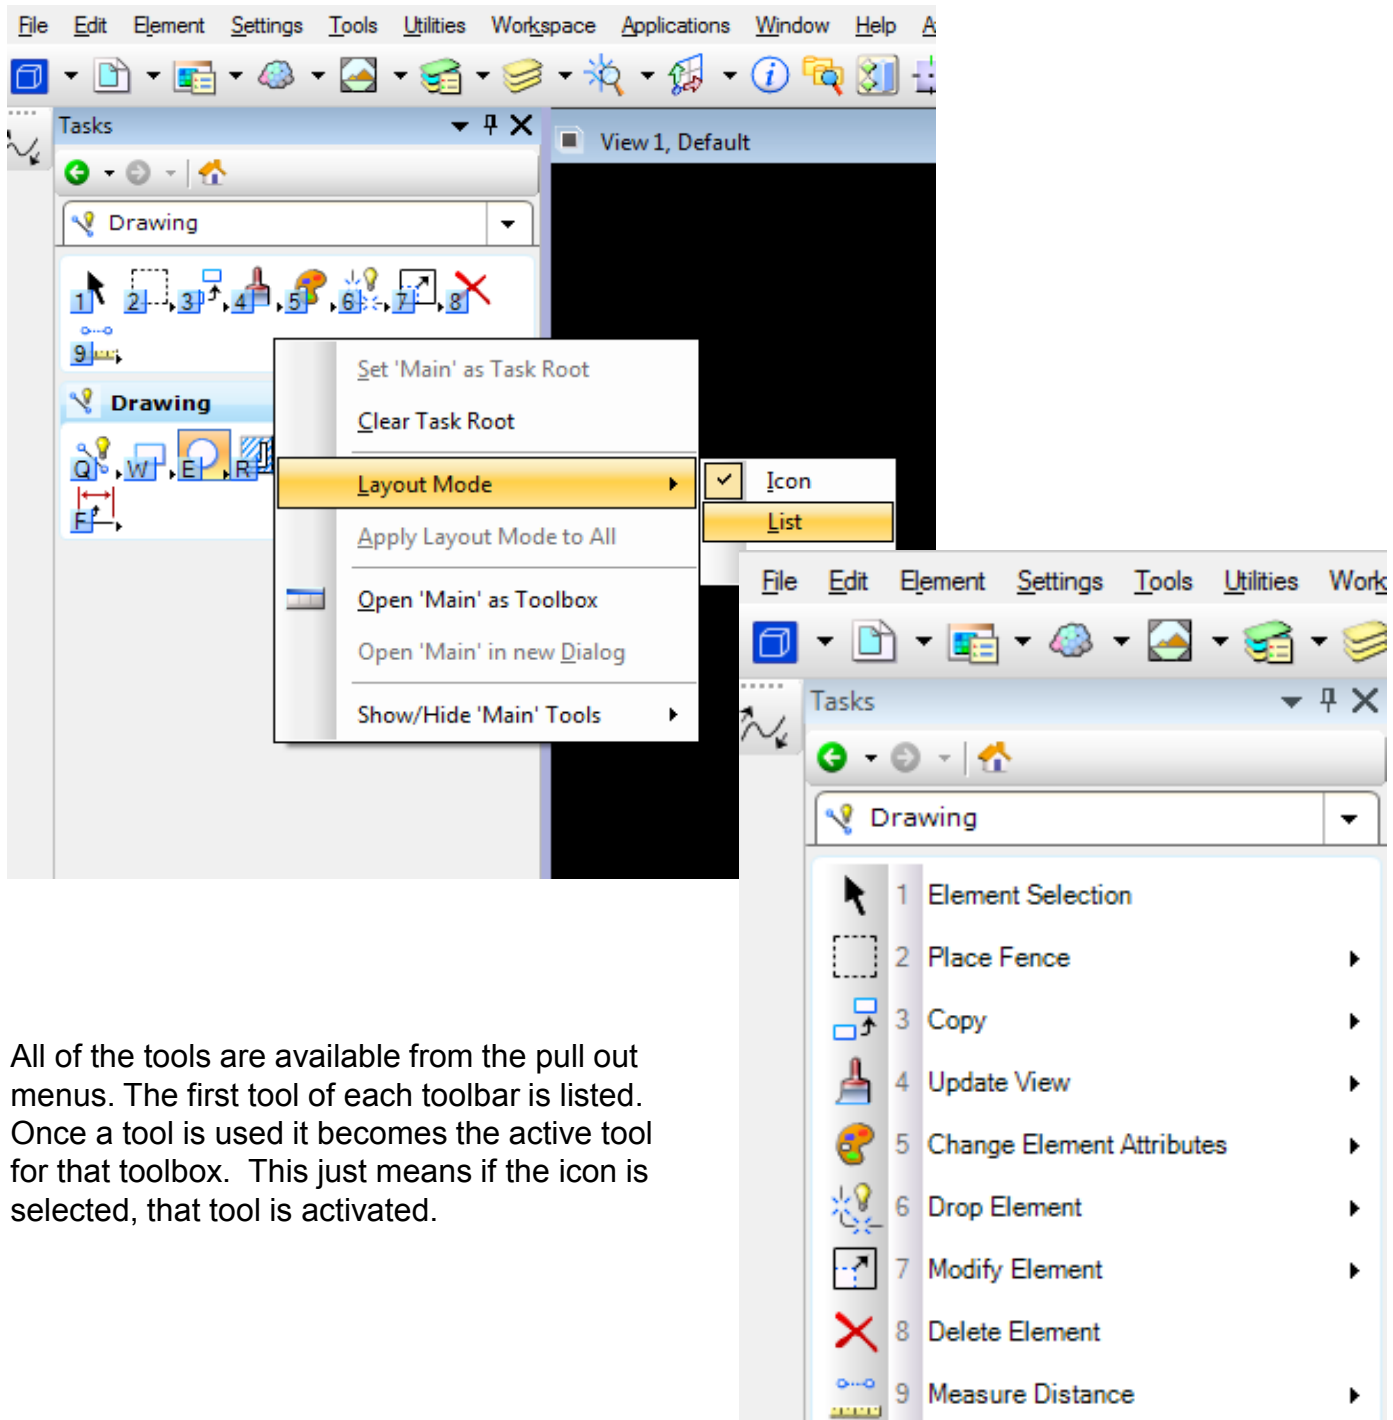 File Edit Element Settings Tools Utilities Workspace Applications Window Help
Tasks
View 1, Default
Drawing
1 2 3 4 5 6 7 8
9
Drawing
Q W E R
F
Set 'Main' as Task Root
Clear Task Root
Layout Mode
Apply Layout Mode to All
Open 'Main' as Toolbox
Open 'Main' in new Dialog
Show/Hide 'Main' Tools
Icon
List
File Edit Element Settings Tools Utilities Work
Tasks
Drawing
1 Element Selection
2 Place Fence
3 Copy
4 Update View
5 Change Element Attributes
6 Drop Element
7 Modify Element
8 Delete Element
9 Measure Distance
All of the tools are available from the pull out
menus. The first tool of each toolbar is listed.
Once a tool is used it becomes the active tool
for that toolbox.  This just means if the icon is
selected, that tool is activated.